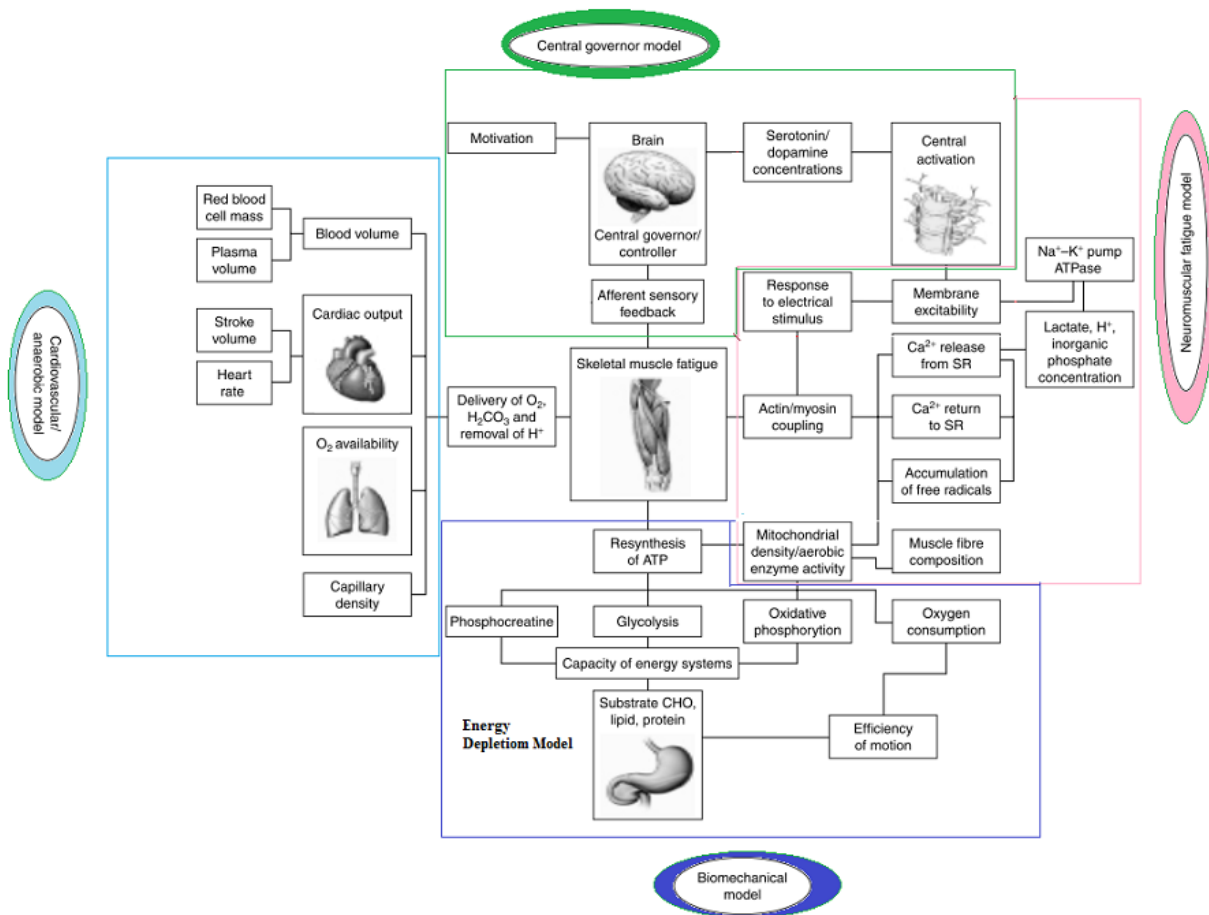 Central governor model
Motivation
Brain
Central governor/
controller
Serotonin/
dopamine
concentrations
Central
activation
Afferent sensory
feedback
Neuromuscular fatigue model
Na⁺–K⁺ pump
ATPase
Response
to electrical
stimulus
Membrane
excitability
Lactate, H⁺,
inorganic
phosphate
concentration
Ca²⁺ release
from SR
Actin/myosin
coupling
Ca²⁺ return
to SR
Accumulation
of free radicals
Mitochondrial
density/aerobic
enzyme activity
Muscle fibre
composition
Cardiovascular/
anaerobic model
Red blood
cell mass
Plasma
volume
Blood volume
Stroke
volume
Heart
rate
Cardiac output
O₂ availability
Capillary
density
Delivery of O₂,
H₂CO₃ and
removal of H⁺
Skeletal muscle fatigue
Resynthesis
of ATP
Phosphocreatine
Glycolysis
Oxidative
phosphorytion
Oxygen
consumption
Capacity of energy systems
Substrate CHO,
lipid, protein
Efficiency
of motion
Energy
Depletiom Model
Biomechanical
model